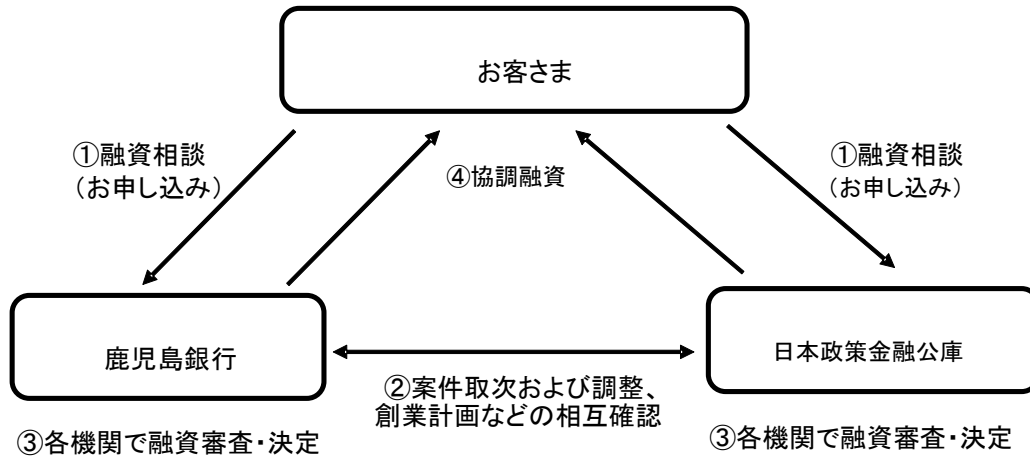 お客さま
①融資相談
(お申し込み)
④協調融資
①融資相談
(お申し込み)
鹿児島銀行
日本政策金融公庫
②案件取次および調整、
創業計画などの相互確認
③各機関で融資審査・決定
③各機関で融資審査・決定